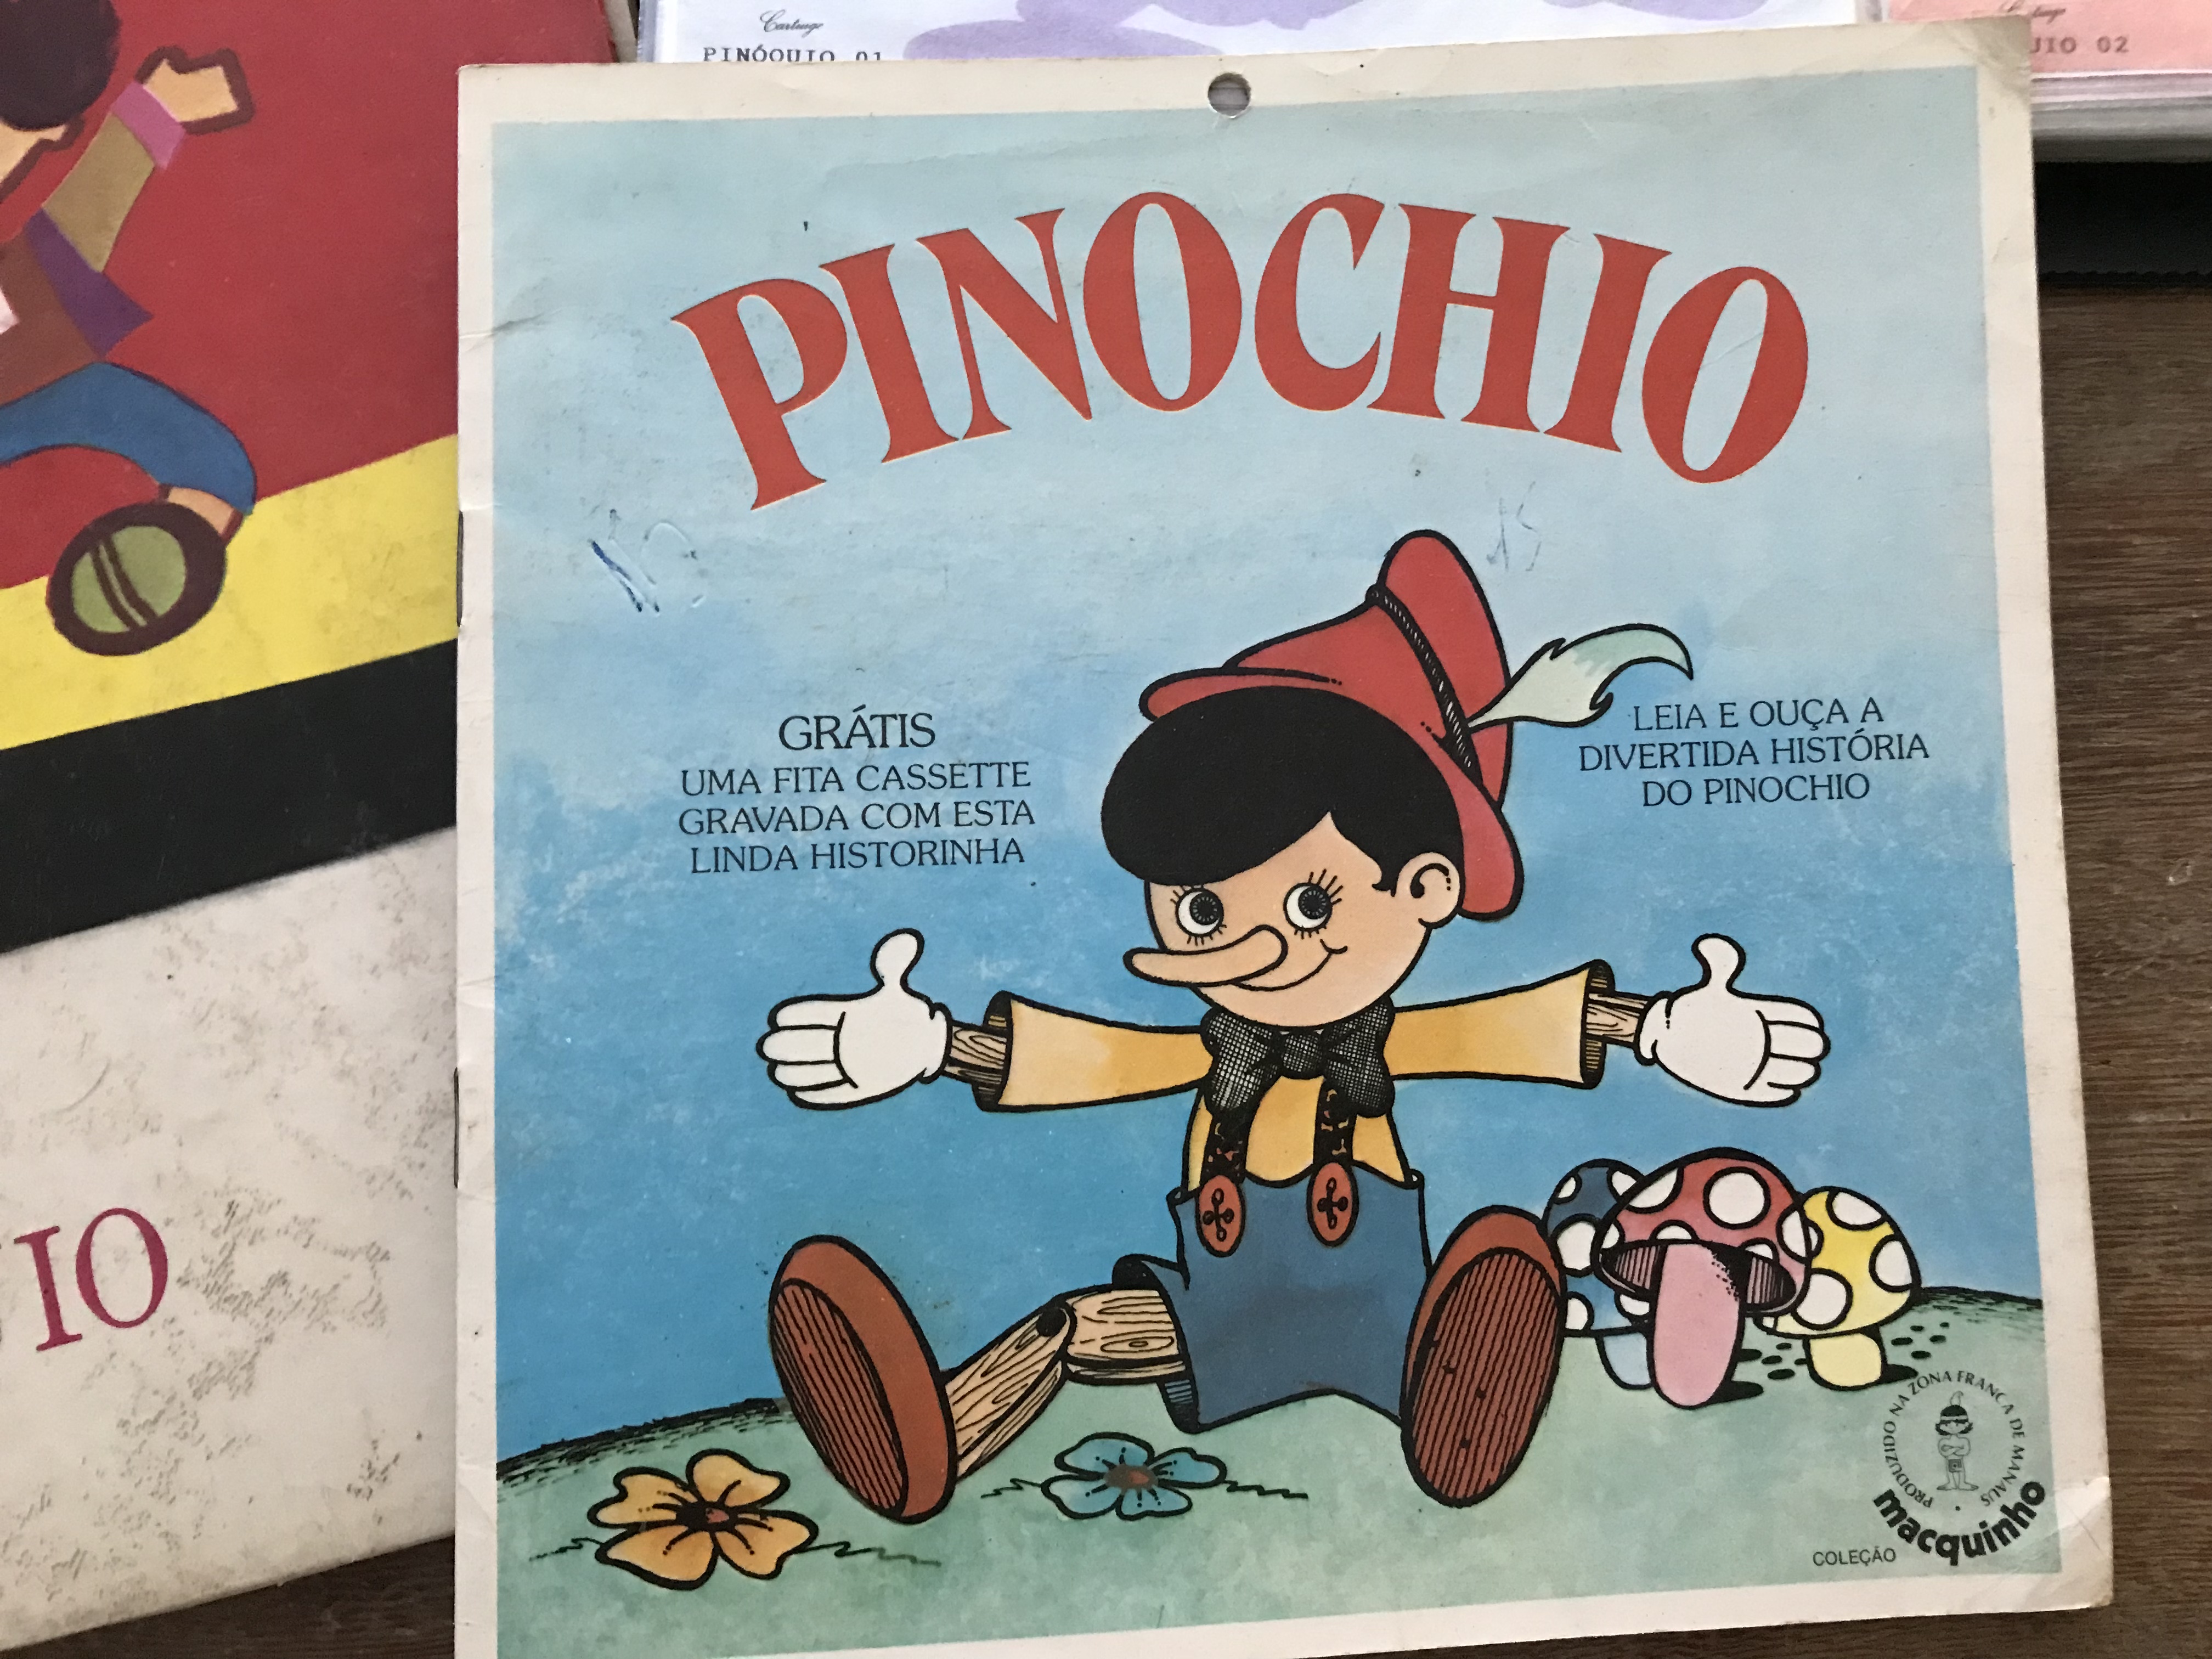 Cartiugo
PINÓQUIO 01
UIO 02
PINOCHIO
GRÁTIS
UMA FITA CASSETTE
GRAVADA COM ESTA
LINDA HISTORINHA
LEIA E OUÇA A
DIVERTIDA HISTÓRIA
DO PINOCHIO
IO
PRODUZIDO NA ZONA FRANCA DE MANAUS
COLEÇÃO
macquinho